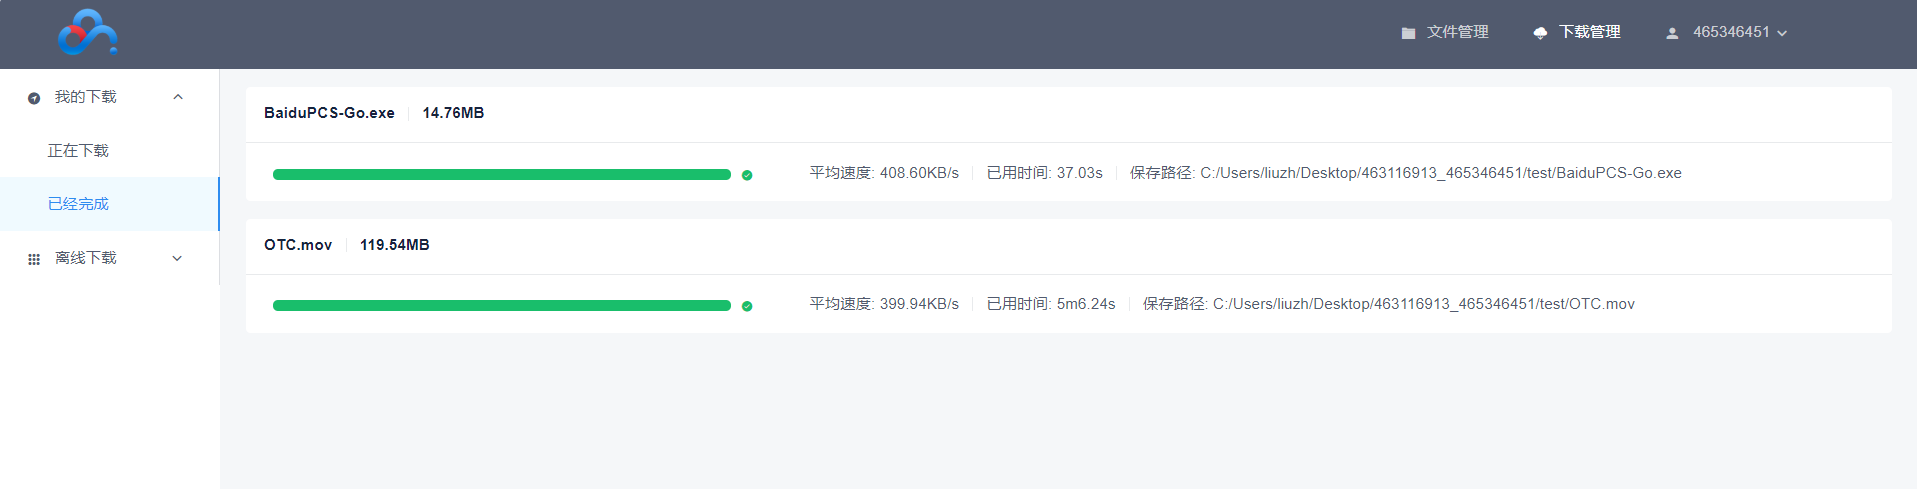 文件管理 下载管理 465346451
我的下载
正在下载
已经完成
离线下载
BaiduPCS-Go.exe 14.76MB
平均速度: 408.60KB/s 已用时间: 37.03s 保存路径: C:/Users/liuzh/Desktop/463116913_465346451/test/BaiduPCS-Go.exe
OTC.mov 119.54MB
平均速度: 399.94KB/s 已用时间: 5m6.24s 保存路径: C:/Users/liuzh/Desktop/463116913_465346451/test/OTC.mov